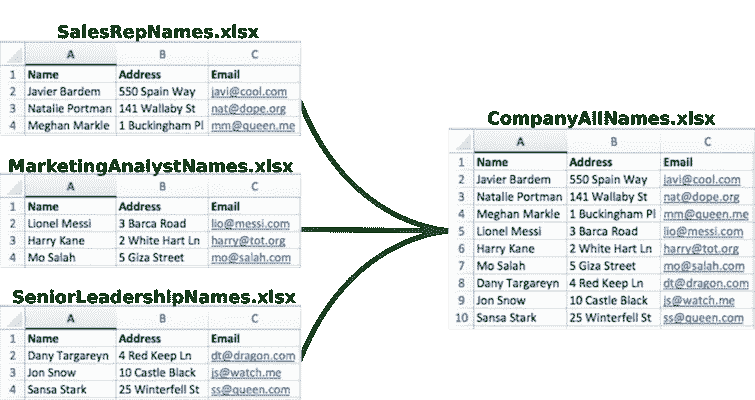 SalesRepNames.xlsx
A B C
1 Name Address Email
2 Javier Bardem 550 Spain Way javi@cool.com
3 Natalie Portman 141 Wallaby St nat@dope.org
4 Meghan Markle 1 Buckingham Pl mm@queen.me
MarketingAnalystNames.xlsx
A B C
1 Name Address Email
2 Lionel Messi 3 Barca Road lio@messi.com
3 Harry Kane 2 White Hart Ln harry@tot.org
4 Mo Salah 5 Giza Street mo@salah.com
SeniorLeadershipNames.xlsx
A B C
1 Name Address Email
2 Dany Targareyn 4 Red Keep Ln dt@dragon.com
3 Jon Snow 10 Castle Black js@watch.me
4 Sansa Stark 25 Winterfell St ss@queen.com
CompanyAllNames.xlsx
A B C
1 Name Address Email
2 Javier Bardem 550 Spain Way javi@cool.com
3 Natalie Portman 141 Wallaby St nat@dope.org
4 Meghan Markle 1 Buckingham Pl mm@queen.me
5 Lionel Messi 3 Barca Road lio@messi.com
6 Harry Kane 2 White Hart Ln harry@tot.org
7 Mo Salah 5 Giza Street mo@salah.com
8 Dany Targareyn 4 Red Keep Ln dt@dragon.com
9 Jon Snow 10 Castle Black js@watch.me
10 Sansa Stark 25 Winterfell St ss@queen.com